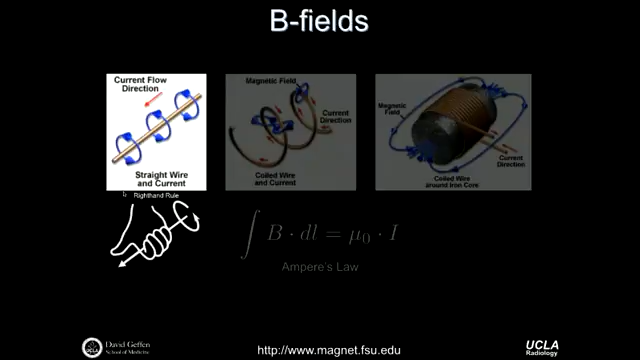 B-fields
Current Flow
Direction
Straight Wire
and Current
Magnetic Field
Current
Direction
Coiled Wire
and Current
Magnetic
Field
Current
Direction
Coiled Wire
around Iron Core
Righthand Rule
∫ B · dl = μ₀ · I
Ampere's Law
UCLA
David Geffen
School of Medicine
http://www.magnet.fsu.edu
UCLA
Radiology